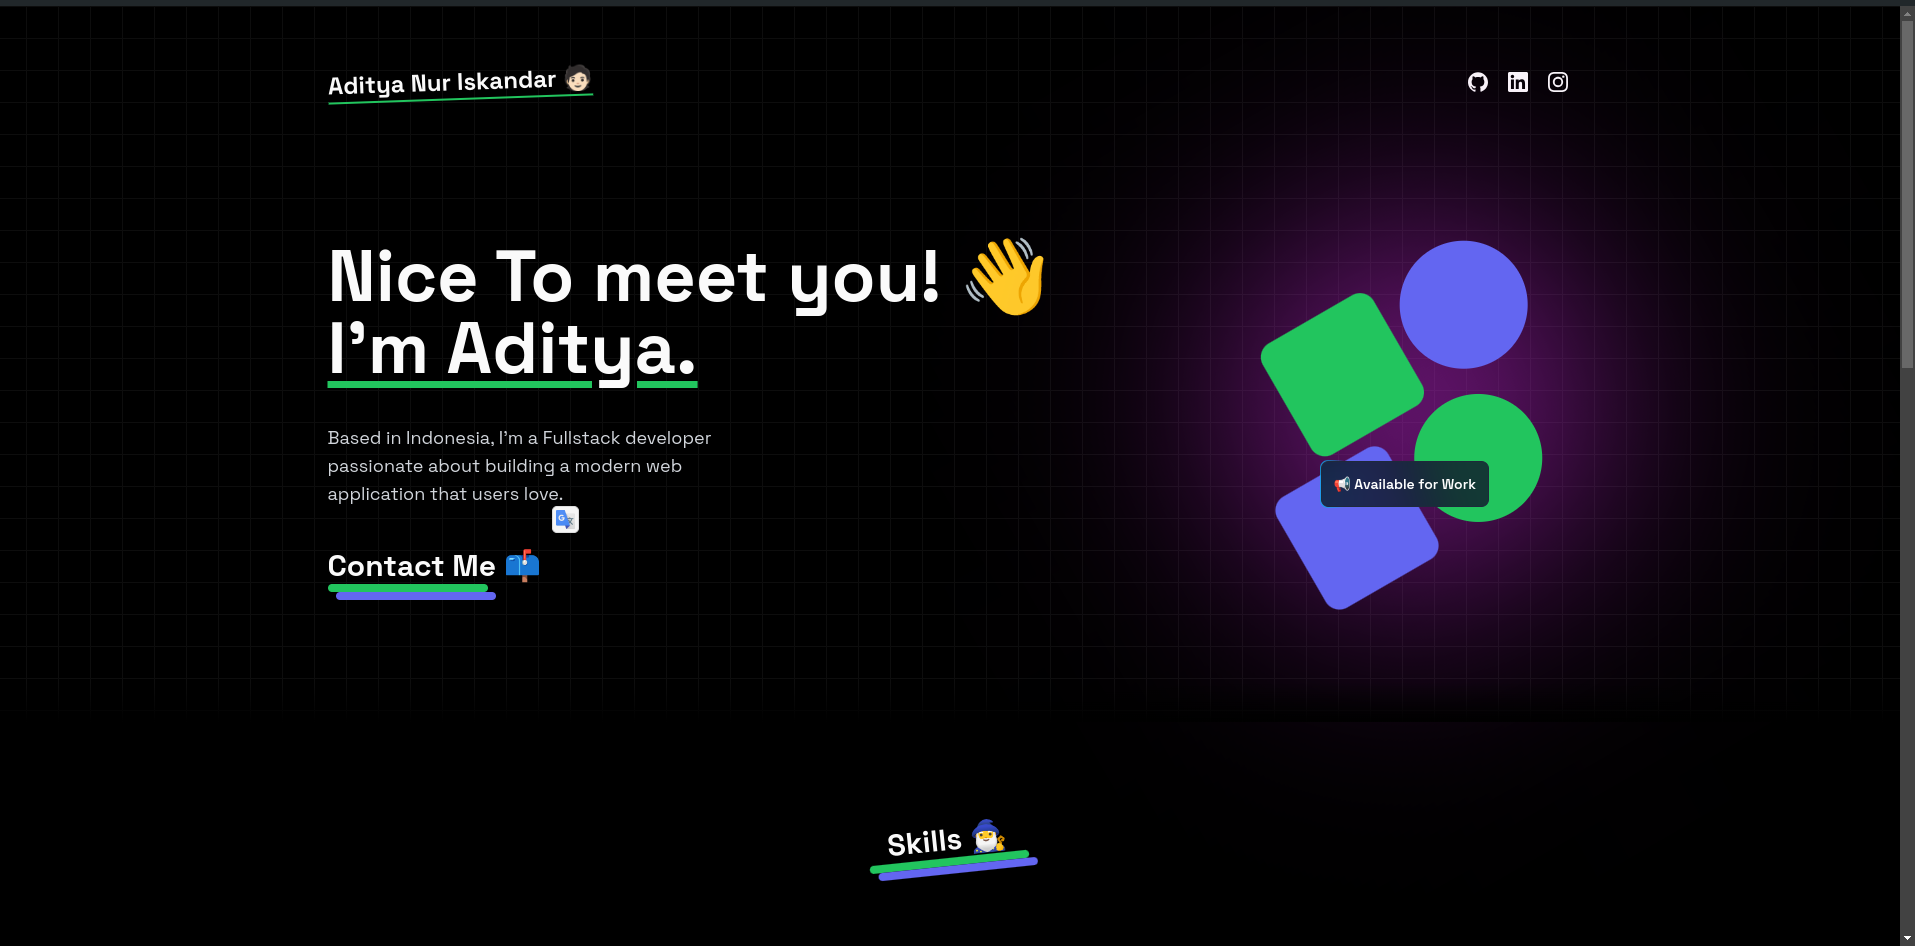 Aditya Nur Iskandar 🧑🏻
Nice To meet you! 👋
I'm Aditya.
Based in Indonesia, I'm a Fullstack developer
passionate about building a modern web
application that users love.
Contact Me 📫
📢 Available for Work
Skills 🧙‍♂️